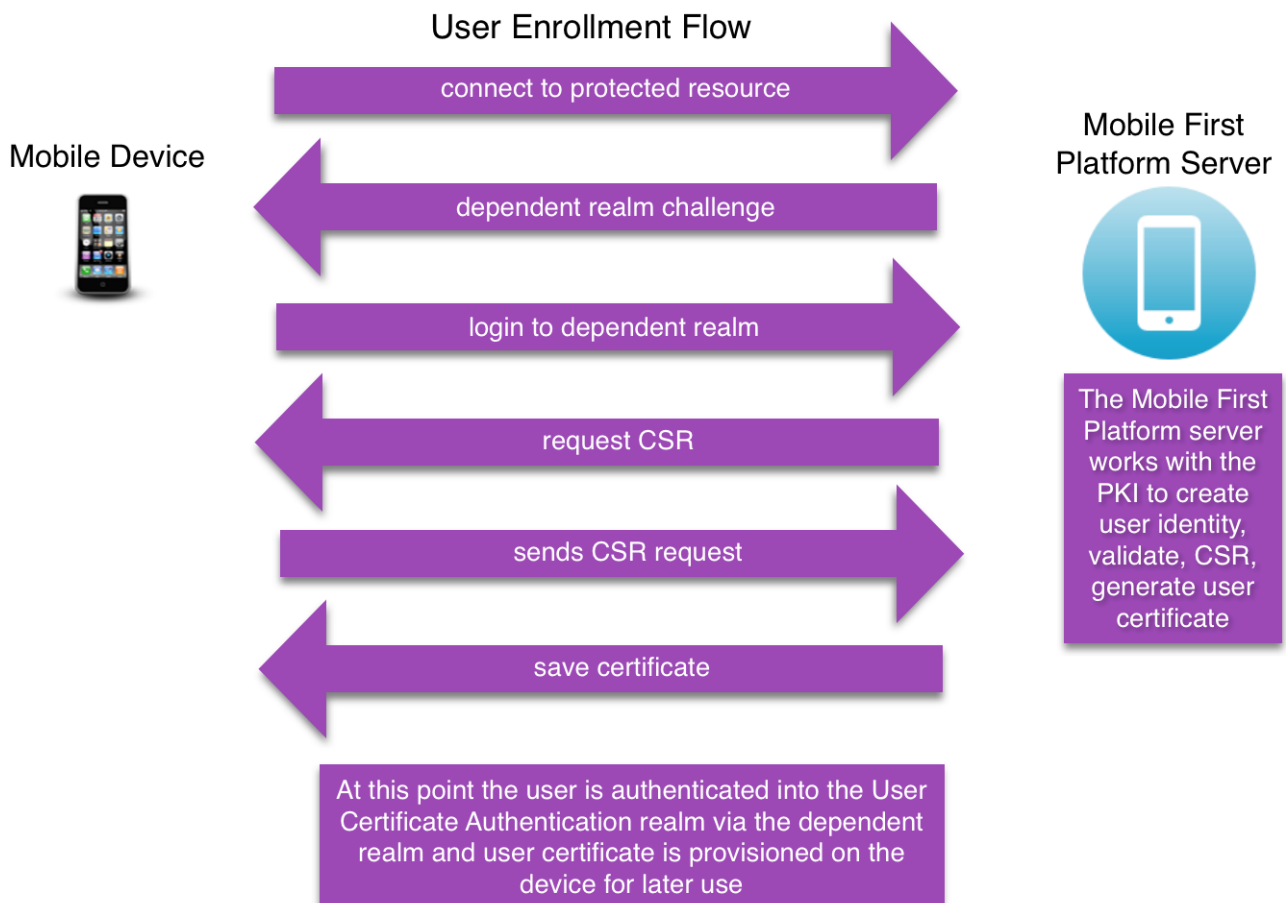 User Enrollment Flow
connect to protected resource
Mobile Device
Mobile First
Platform Server
dependent realm challenge
login to dependent realm
request CSR
sends CSR request
save certificate
The Mobile First
Platform server
works with the
PKI to create
user identity,
validate, CSR,
generate user
certificate
At this point the user is authenticated into the User
Certificate Authentication realm via the dependent
realm and user certificate is provisioned on the
device for later use